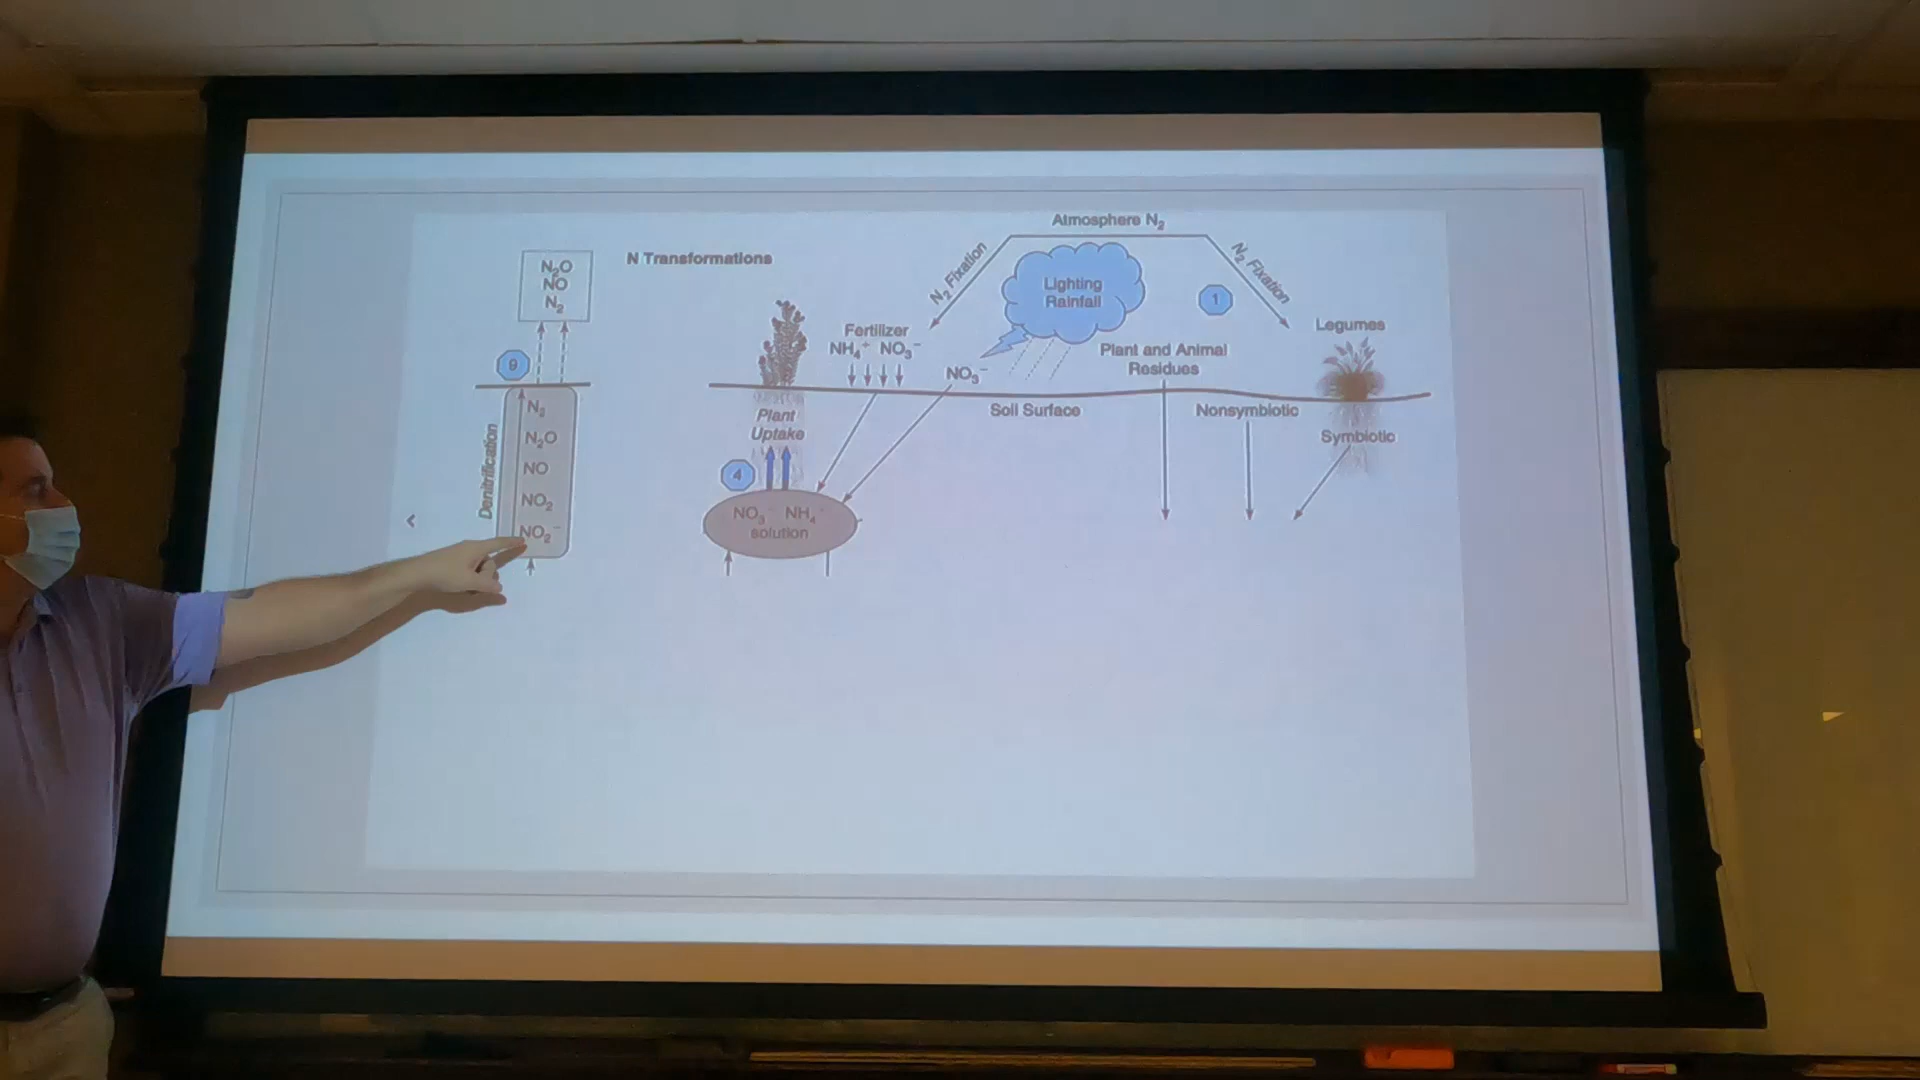 Atmosphere N₂
N Transformations
N₂O
NO
N₂
N₂ Fixation
Lighting
Rainfall
1
N₂ Fixation
Fertilizer
NH₄⁺ NO₃⁻
NO₃⁻
Plant and Animal
Residues
Legumes
9
Soil Surface
Nonsymbiotic
Symbiotic
Plant
Uptake
4
Denitrification
N₂
N₂O
NO
NO₂
NO₂⁻
NO₃⁻ NH₄
solution